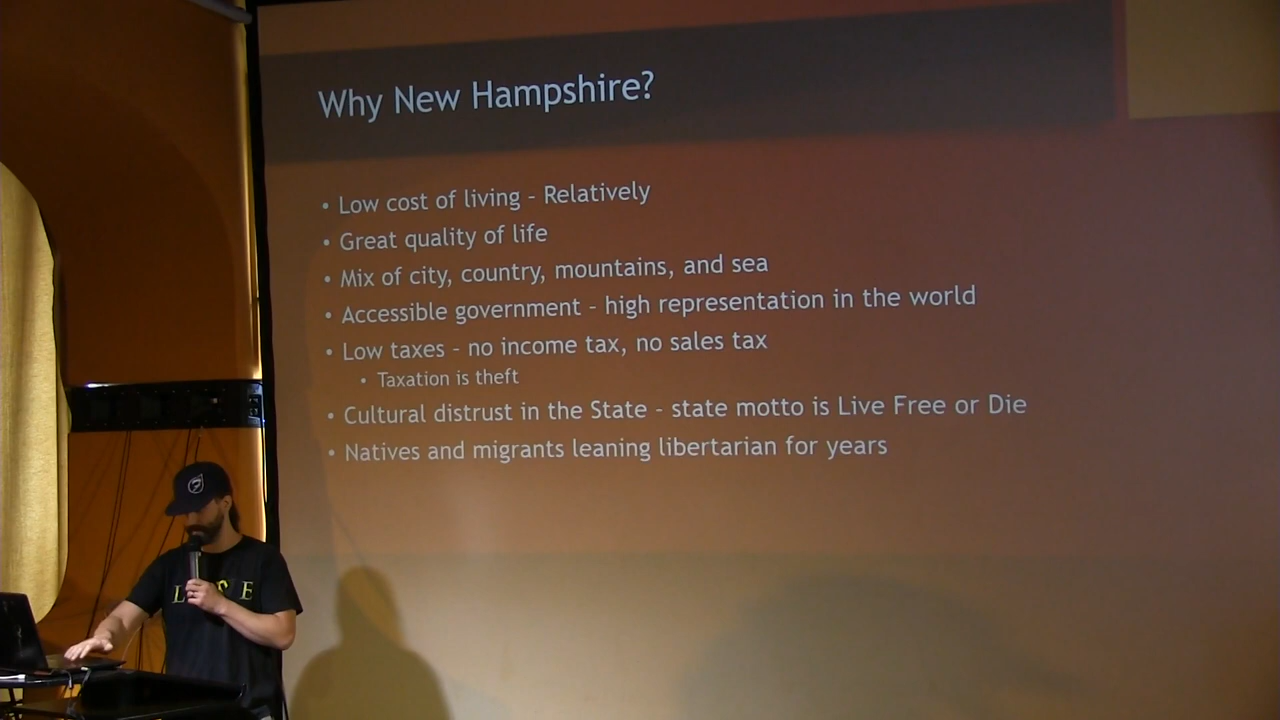 Why New Hampshire?
• Low cost of living – Relatively
• Great quality of life
• Mix of city, country, mountains, and sea
• Accessible government – high representation in the world
• Low taxes – no income tax, no sales tax
• Taxation is theft
• Cultural distrust in the State – state motto is Live Free or Die
• Natives and migrants leaning libertarian for years